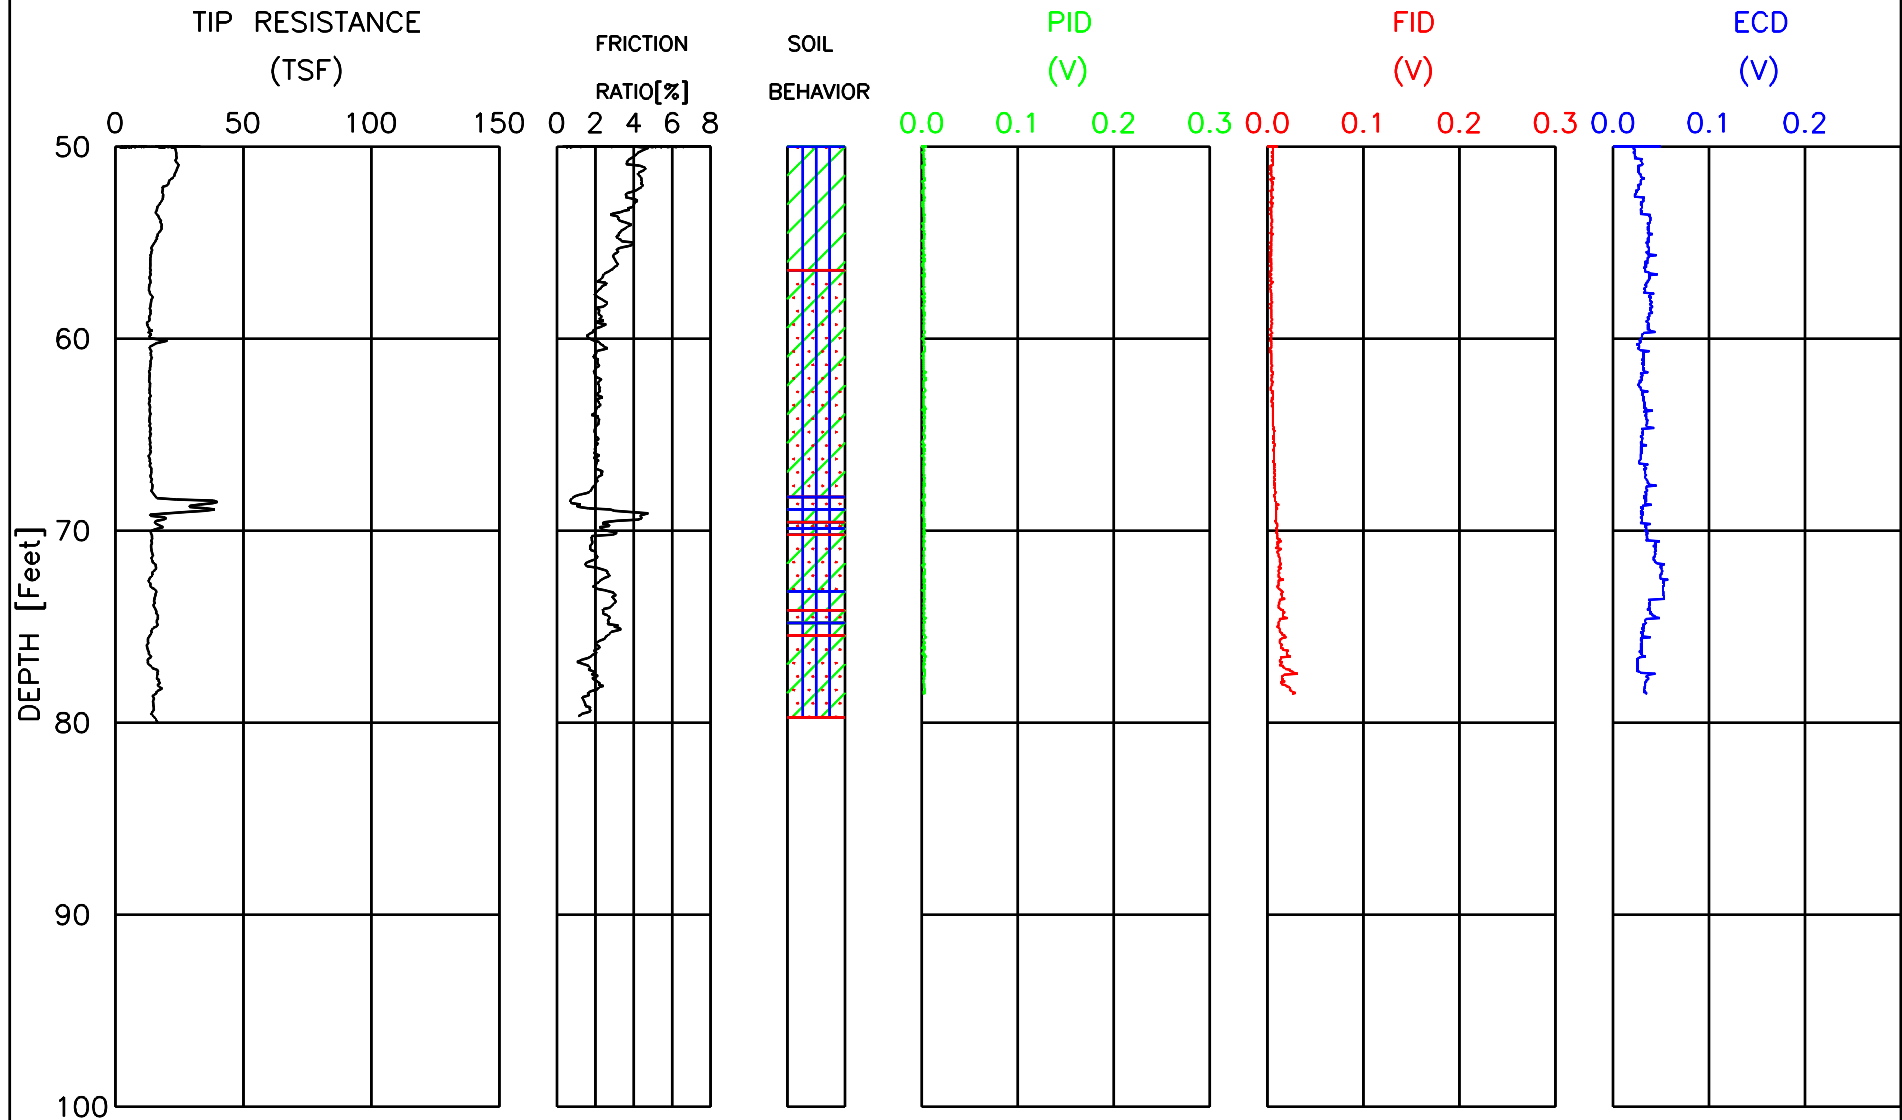 TIP RESISTANCE
(TSF)
FRICTION
RATIO[%]
SOIL
BEHAVIOR
PID
(V)
FID
(V)
ECD
(V)
0 50 100 150
0 2 4 6 8
0.0 0.1 0.2 0.3
0.0 0.1 0.2 0.3
0.0 0.1 0.2
DEPTH [Feet]
50
60
70
80
90
100